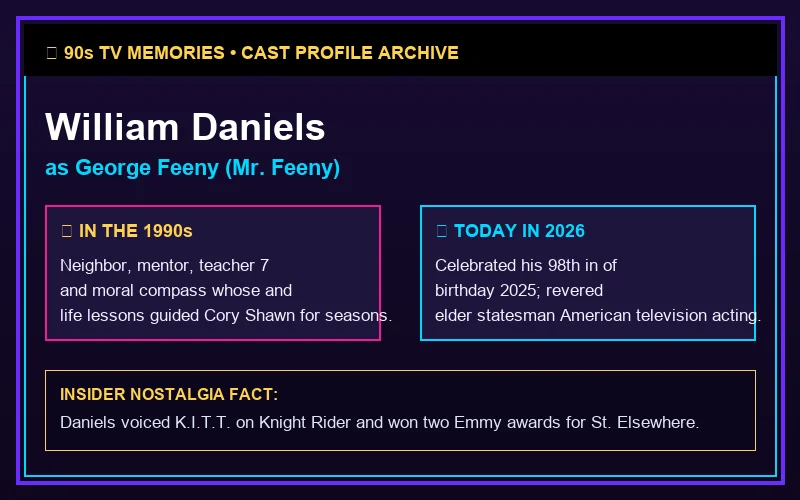 90s TV MEMORIES • CAST PROFILE ARCHIVE
William Daniels
as George Feeny (Mr. Feeny)
IN THE 1990s
Neighbor, mentor, teacher 7
and moral compass whose and
life lessons guided Cory Shawn for seasons.
TODAY IN 2026
Celebrated his 98th in of
birthday 2025; revered
elder statesman American television acting.
INSIDER NOSTALGIA FACT:
Daniels voiced K.I.T.T. on Knight Rider and won two Emmy awards for St. Elsewhere.